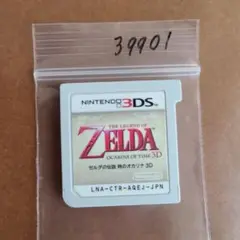 39901
NINTENDO 3DS
THE LEGEND OF
ZELDA
OCARINA OF TIME 3D
ゼルダの伝説 時のオカリナ 3D
LNA-CTR-AQEJ-JPN